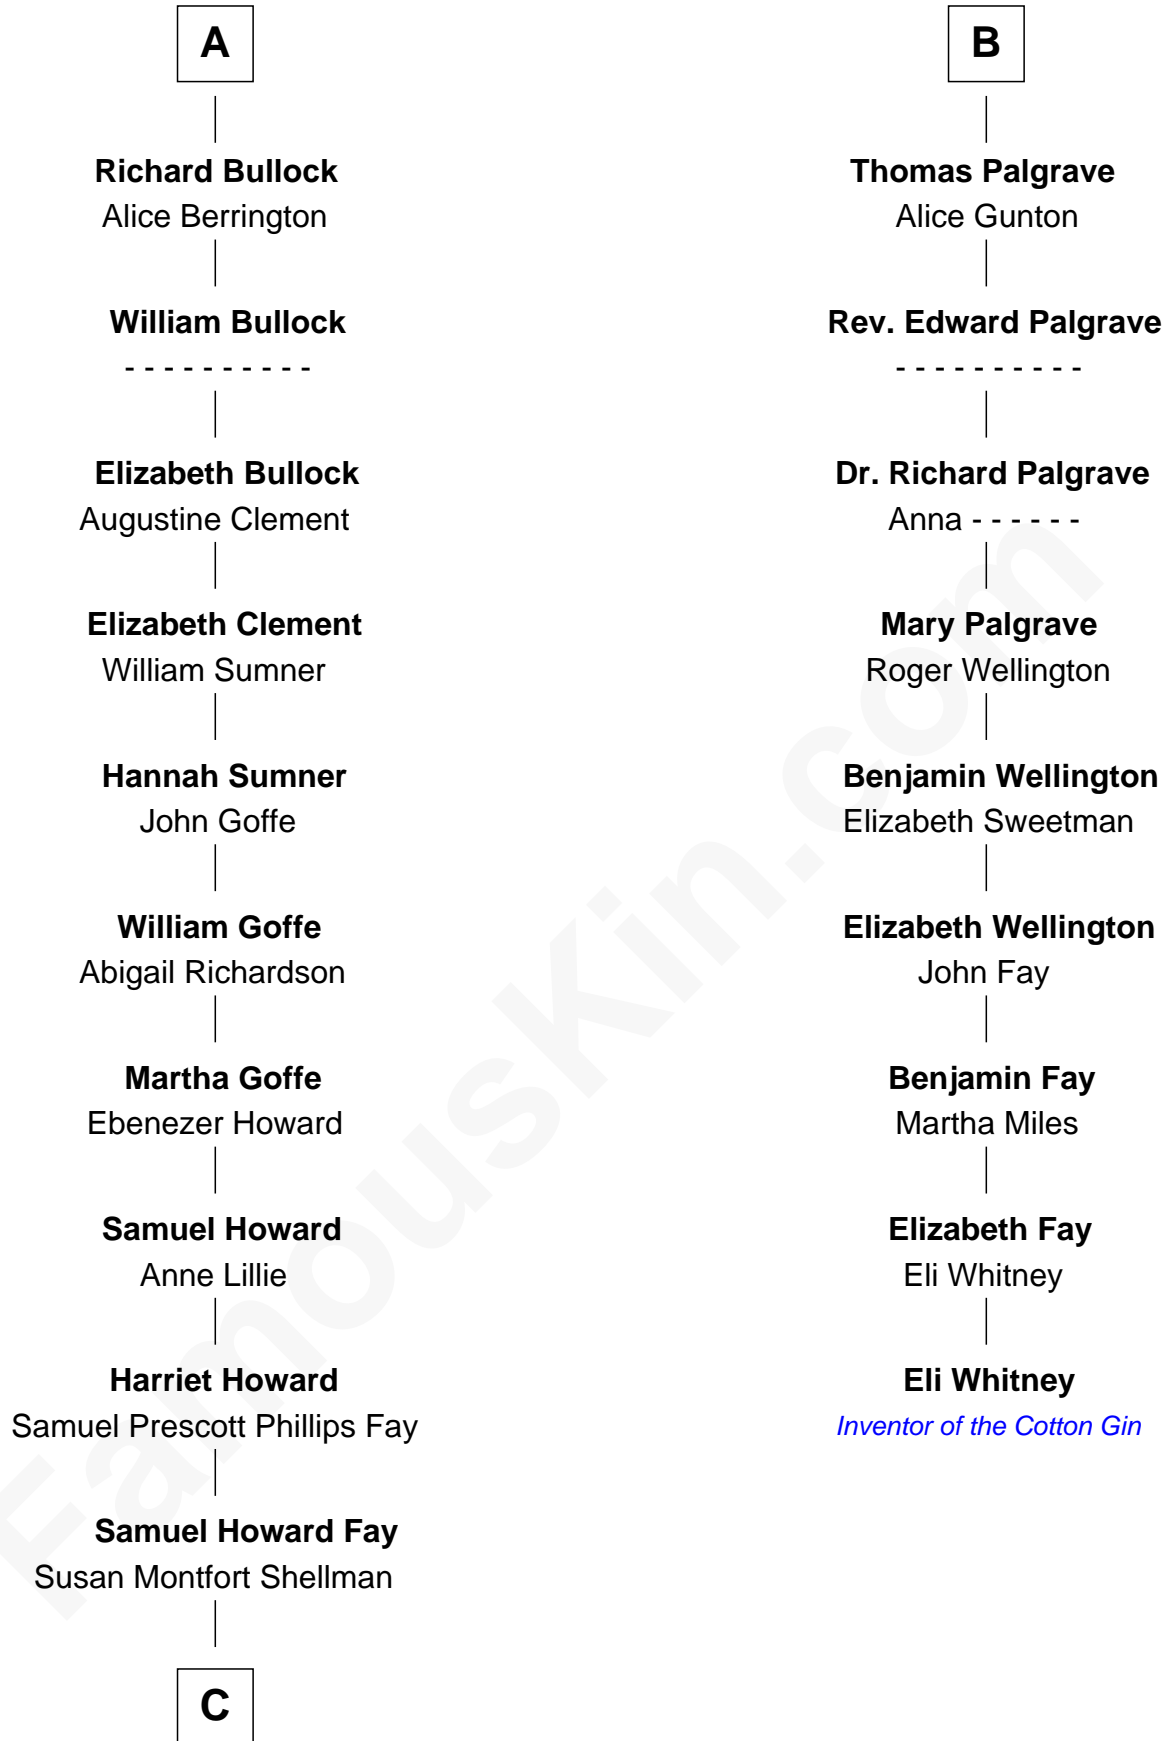 A
Richard Bullock
Alice Berrington
William Bullock
- - - - - - - - - -
Elizabeth Bullock
Augustine Clement
Elizabeth Clement
William Sumner
Hannah Sumner
John Goffe
William Goffe
Abigail Richardson
Martha Goffe
Ebenezer Howard
Samuel Howard
Anne Lillie
Harriet Howard
Samuel Prescott Phillips Fay
Samuel Howard Fay
Susan Montfort Shellman
C
B
Thomas Palgrave
Alice Gunton
Rev. Edward Palgrave
- - - - - - - - - -
Dr. Richard Palgrave
Anna - - - - - -
Mary Palgrave
Roger Wellington
Benjamin Wellington
Elizabeth Sweetman
Elizabeth Wellington
John Fay
Benjamin Fay
Martha Miles
Elizabeth Fay
Eli Whitney
Eli Whitney
Inventor of the Cotton Gin
FamousKin.com